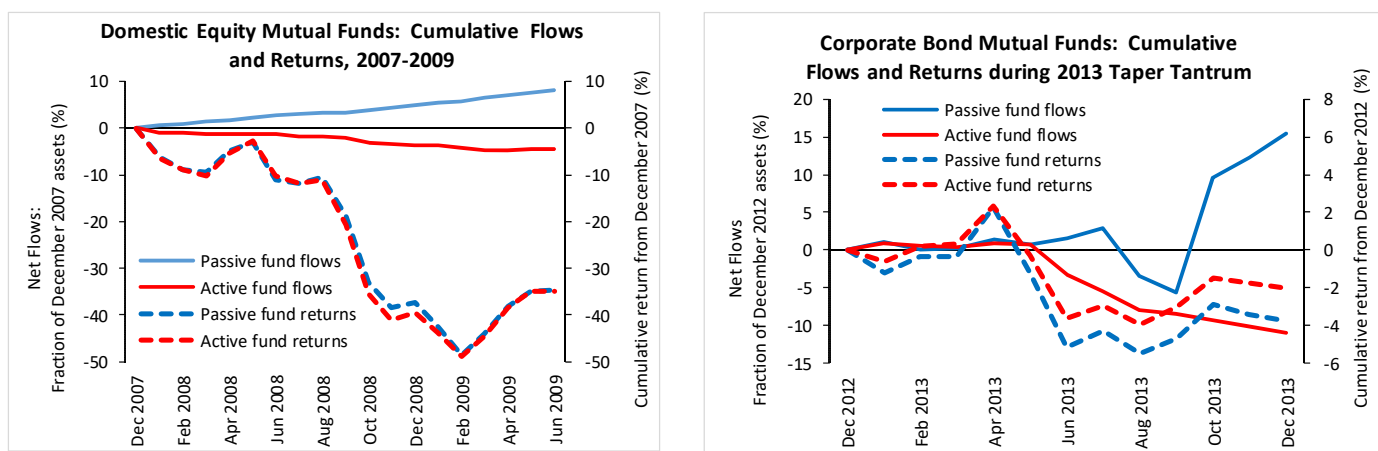 Domestic Equity Mutual Funds: Cumulative Flows
and Returns, 2007-2009
Net Flows:
Fraction of December 2007 assets (%)
10
0
-10
-20
-30
-40
-50
Passive fund flows
Active fund flows
Passive fund returns
Active fund returns
10
0
-10
-20
-30
-40
-50
Cumulative return from December 2007 (%)
Dec 2007
Feb 2008
Apr 2008
Jun 2008
Aug 2008
Oct 2008
Dec 2008
Feb 2009
Apr 2009
Jun 2009
Corporate Bond Mutual Funds: Cumulative
Flows and Returns during 2013 Taper Tantrum
Net Flows
Fraction of December 2012 assets (%)
20
15
10
5
0
-5
-10
-15
Passive fund flows
Active fund flows
Passive fund returns
Active fund returns
8
6
4
2
0
-2
-4
-6
Cumulative return from December 2012 (%)
Dec 2012
Feb 2013
Apr 2013
Jun 2013
Aug 2013
Oct 2013
Dec 2013